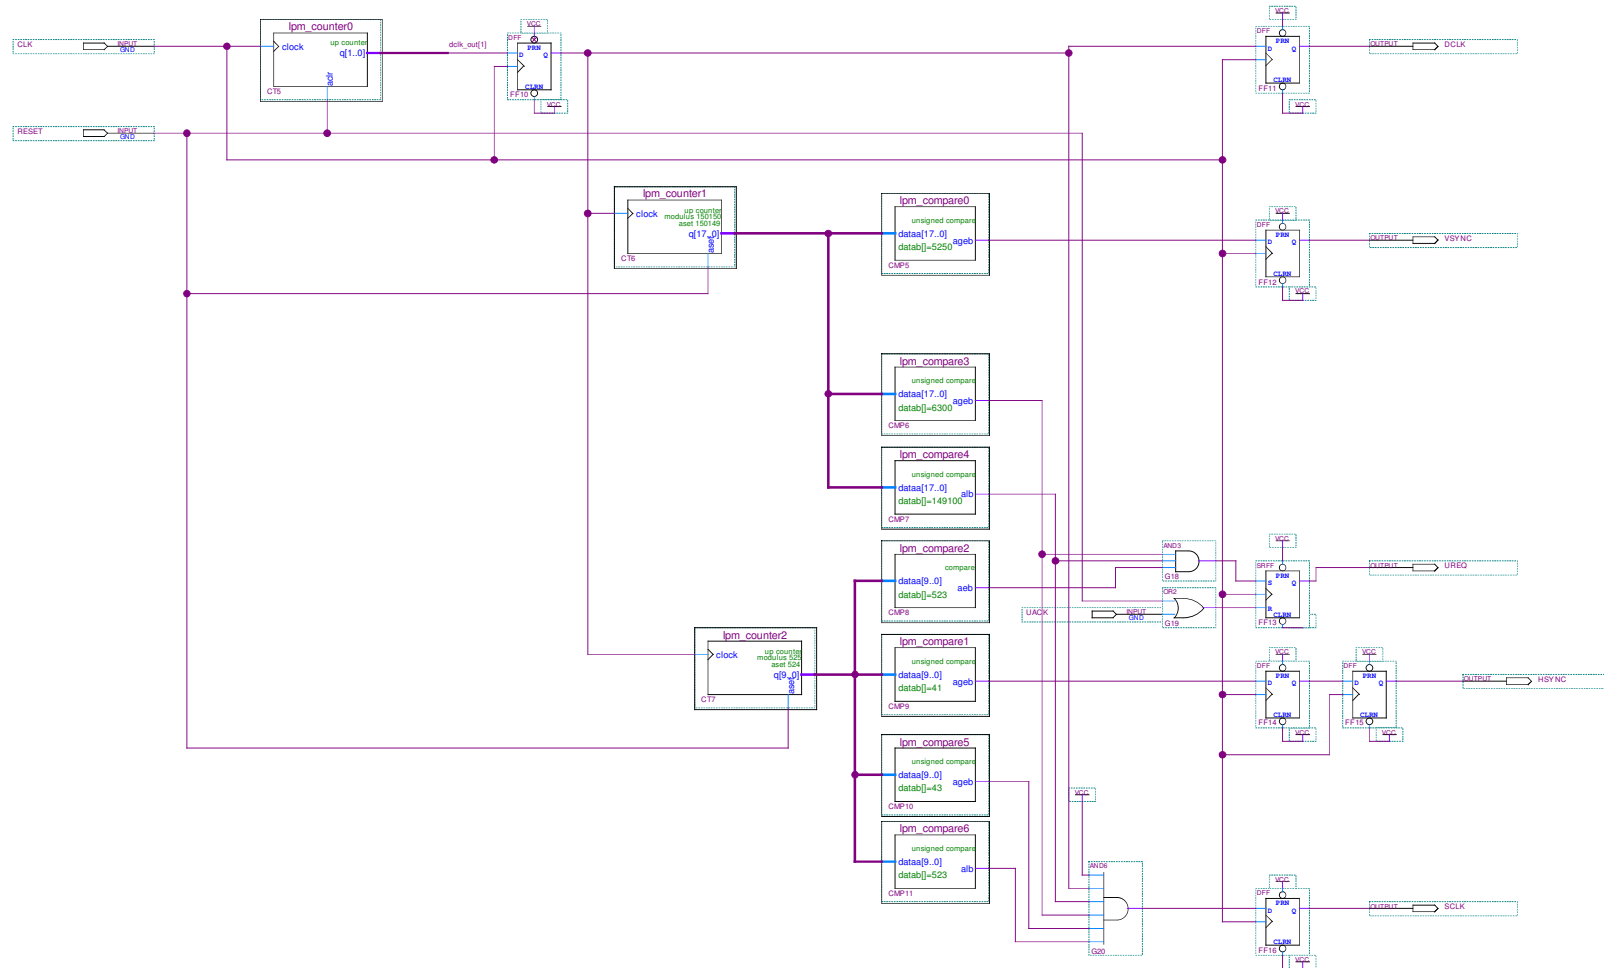 lpm_counter0
CLK
INPUT
GND
clock
up counter
q[1..0]
aclr
CT5
dclk_out[1]
VCC
DFF
PRN
D
Q
CLRN
FF10
VCC
VCC
DFF
PRN
D
Q
CLRN
FF11
VCC
OUTPUT
DCLK
RESET
INPUT
GND
lpm_counter1
clock
up counter
modulus 150150
aset 150149
q[17..0]
aset
CT6
lpm_compare0
unsigned compare
dataa[17..0]
ageb
datab[]=5250
CMP5
VCC
DFF
PRN
D
Q
CLRN
FF12
VCC
OUTPUT
VSYNC
lpm_compare3
unsigned compare
dataa[17..0]
ageb
datab[]=6300
CMP6
lpm_compare4
unsigned compare
dataa[17..0]
alb
datab[]=149100
CMP7
lpm_compare2
compare
dataa[9..0]
aeb
datab[]=523
CMP8
AND3
G18
OR2
G19
UACK
INPUT
GND
VCC
SRFF
PRN
S
Q
R
CLRN
FF13
OUTPUT
UREQ
lpm_counter2
clock
up counter
modulus 525
aset 524
q[9..0]
aset
CT7
lpm_compare1
unsigned compare
dataa[9..0]
ageb
datab[]=41
CMP9
VCC
DFF
PRN
D
Q
CLRN
FF14
VCC
VCC
DFF
PRN
D
Q
CLRN
FF15
VCC
OUTPUT
HSYNC
lpm_compare5
unsigned compare
dataa[9..0]
ageb
datab[]=43
CMP10
VCC
lpm_compare6
unsigned compare
dataa[9..0]
alb
datab[]=523
CMP11
AND6
G20
VCC
DFF
PRN
D
Q
CLRN
FF16
VCC
OUTPUT
SCLK